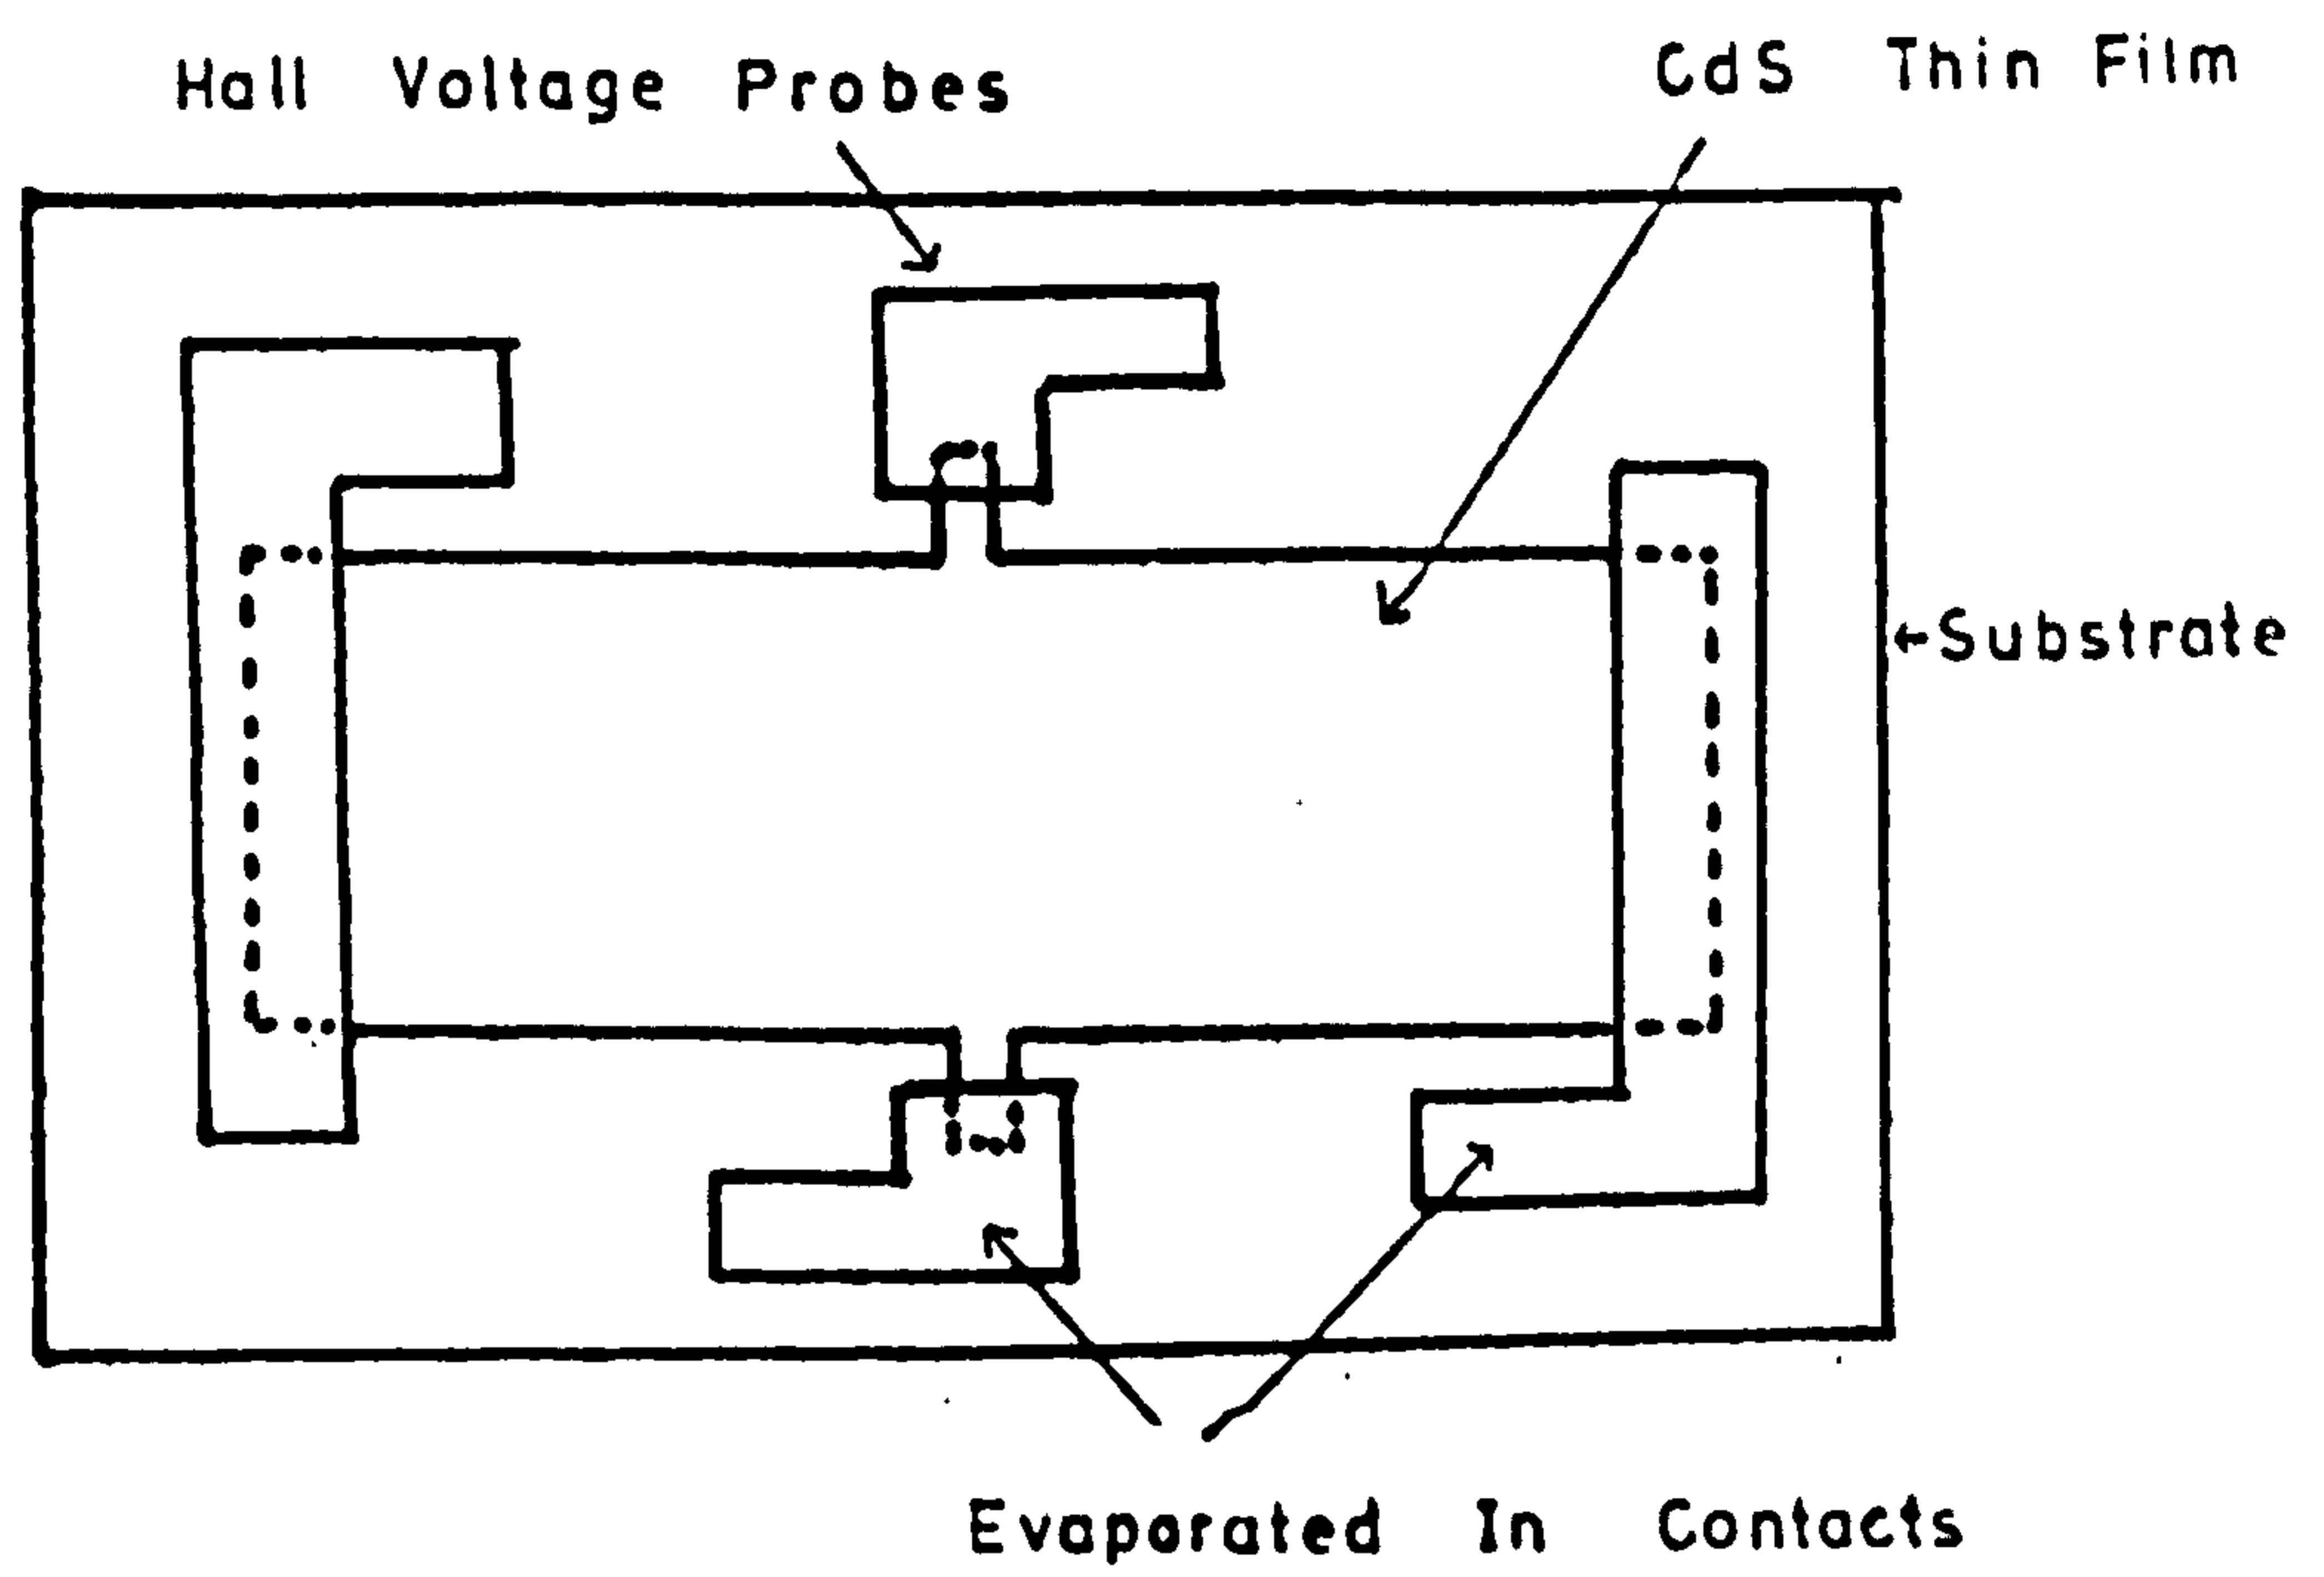 Hall Voltage Probes
CdS Thin Film
Substrate
Evaporated In Contacts